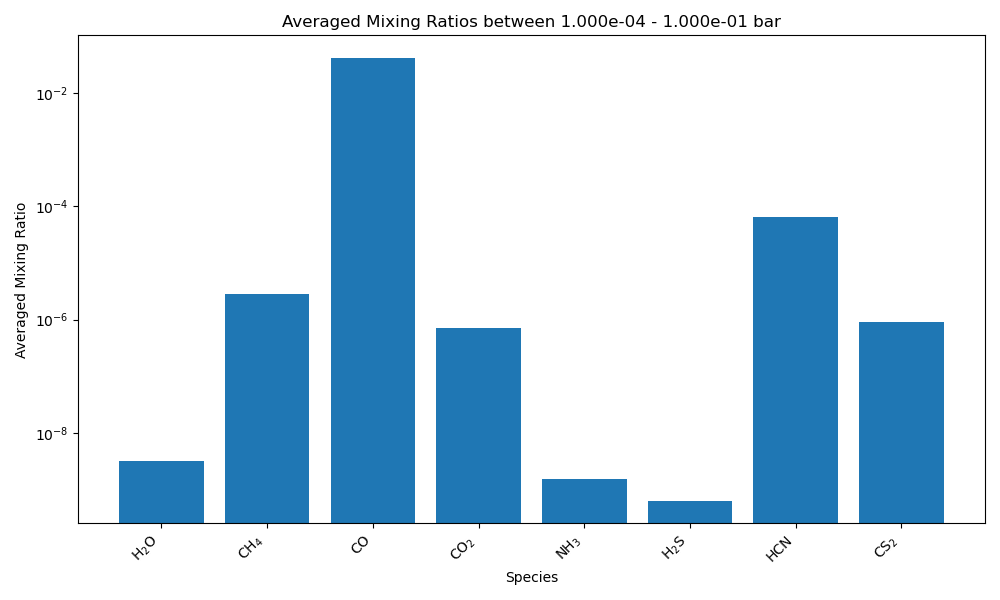 Averaged Mixing Ratios between 1.000e-04 - 1.000e-01 bar
Averaged Mixing Ratio
10⁻²
10⁻⁴
10⁻⁶
10⁻⁸
H₂O
CH₄
CO
CO₂
NH₃
H₂S
HCN
CS₂
Species